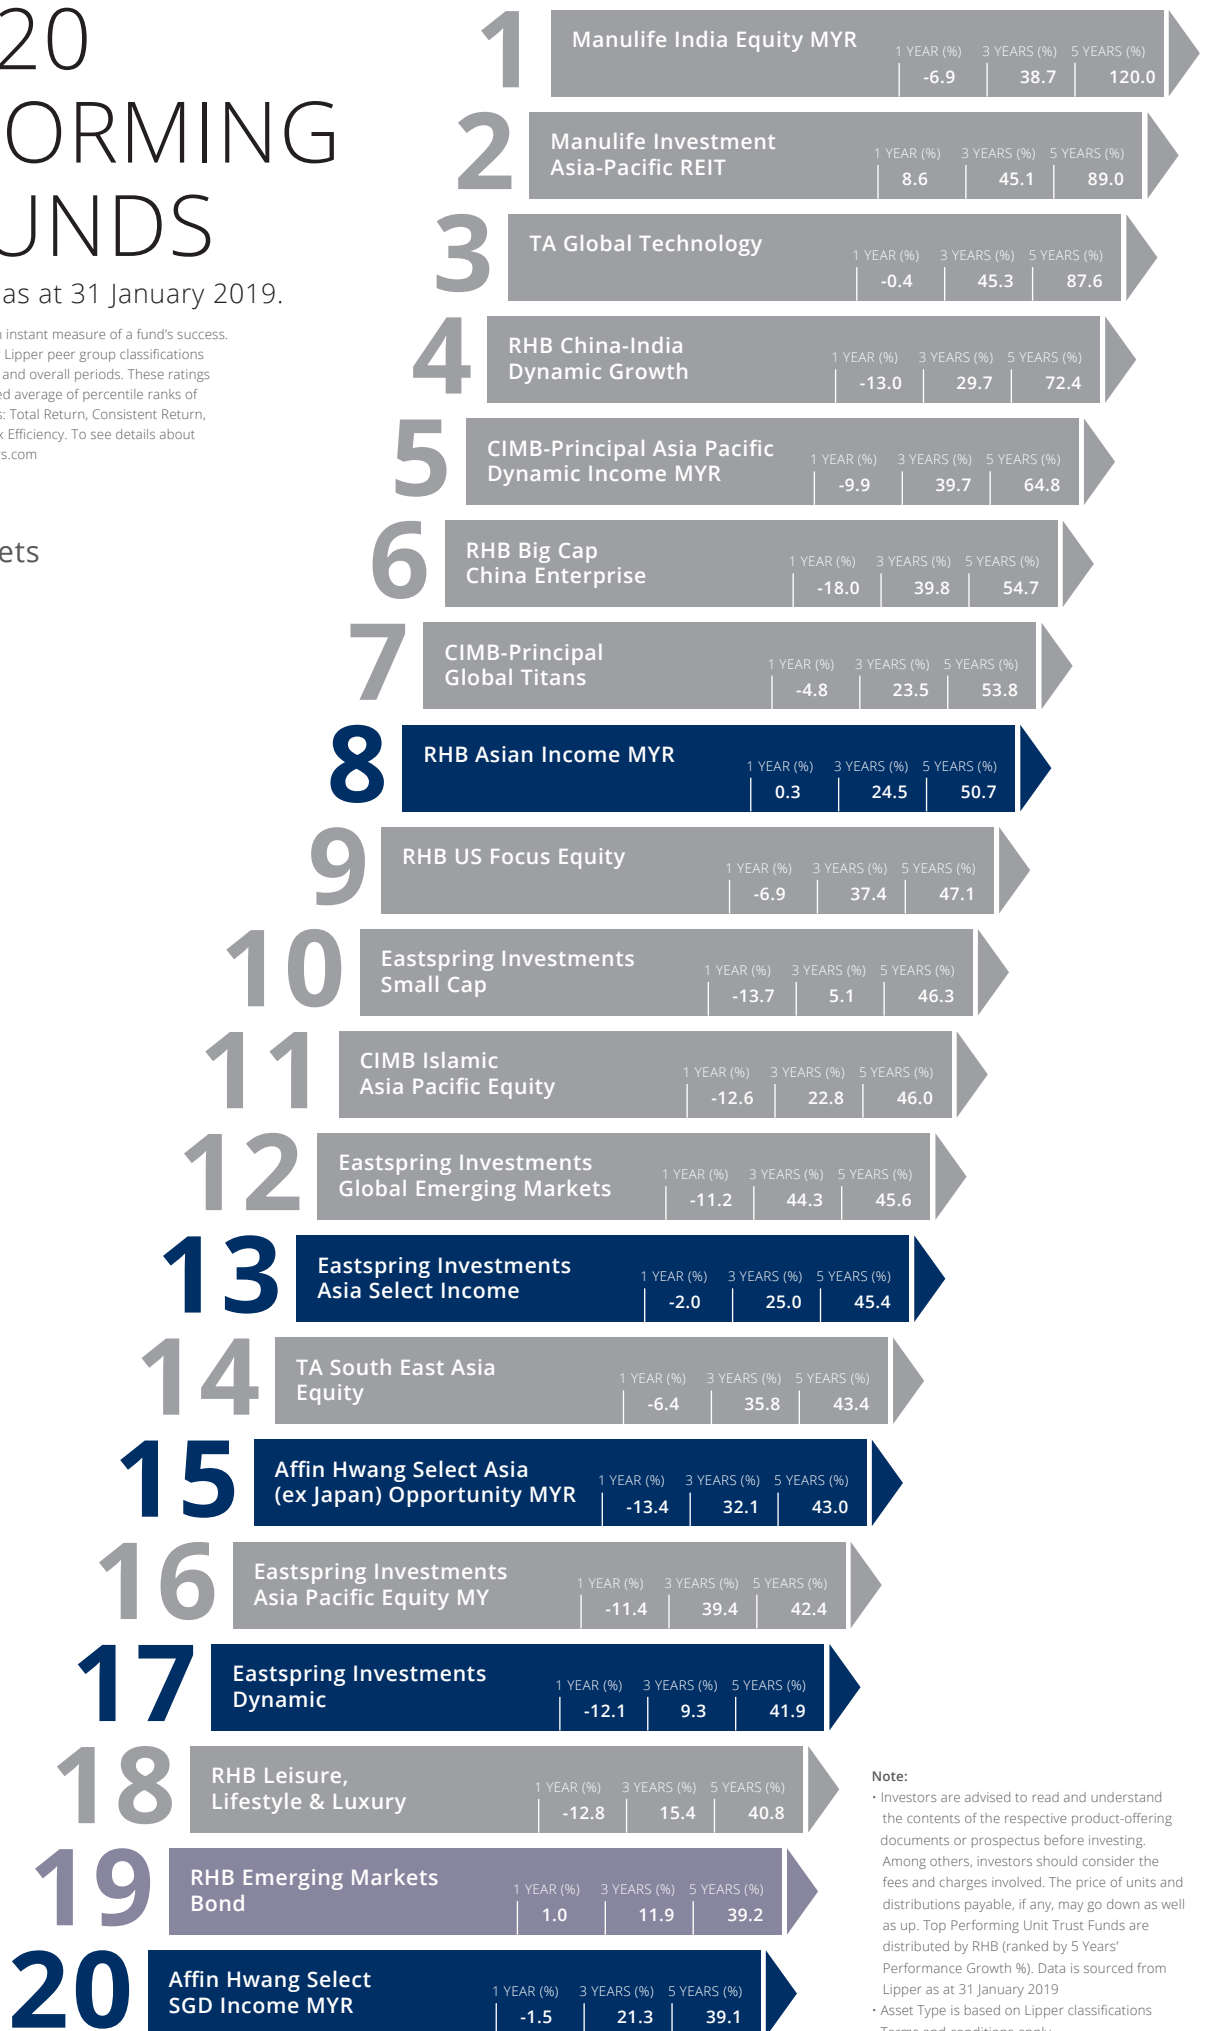 20
ORMING
UNDS
as at 31 January 2019.
instant measure of a fund's success.
Lipper peer group classifications
and overall periods. These ratings
ed average of percentile ranks of
s: Total Return, Consistent Return,
x Efficiency. To see details about
rs.com
ets
1
Manulife India Equity MYR
1 YEAR (%) 3 YEARS (%) 5 YEARS (%)
-6.9 38.7 120.0
2
Manulife Investment
Asia-Pacific REIT
1 YEAR (%) 3 YEARS (%) 5 YEARS (%)
8.6 45.1 89.0
3
TA Global Technology
1 YEAR (%) 3 YEARS (%) 5 YEARS (%)
-0.4 45.3 87.6
4
RHB China-India
Dynamic Growth
1 YEAR (%) 3 YEARS (%) 5 YEARS (%)
-13.0 29.7 72.4
5
CIMB-Principal Asia Pacific
Dynamic Income MYR
1 YEAR (%) 3 YEARS (%) 5 YEARS (%)
-9.9 39.7 64.8
6
RHB Big Cap
China Enterprise
1 YEAR (%) 3 YEARS (%) 5 YEARS (%)
-18.0 39.8 54.7
7
CIMB-Principal
Global Titans
1 YEAR (%) 3 YEARS (%) 5 YEARS (%)
-4.8 23.5 53.8
8
RHB Asian Income MYR
1 YEAR (%) 3 YEARS (%) 5 YEARS (%)
0.3 24.5 50.7
9
RHB US Focus Equity
1 YEAR (%) 3 YEARS (%) 5 YEARS (%)
-6.9 37.4 47.1
10
Eastspring Investments
Small Cap
1 YEAR (%) 3 YEARS (%) 5 YEARS (%)
-13.7 5.1 46.3
11
CIMB Islamic
Asia Pacific Equity
1 YEAR (%) 3 YEARS (%) 5 YEARS (%)
-12.6 22.8 46.0
12
Eastspring Investments
Global Emerging Markets
1 YEAR (%) 3 YEARS (%) 5 YEARS (%)
-11.2 44.3 45.6
13
Eastspring Investments
Asia Select Income
1 YEAR (%) 3 YEARS (%) 5 YEARS (%)
-2.0 25.0 45.4
14
TA South East Asia
Equity
1 YEAR (%) 3 YEARS (%) 5 YEARS (%)
-6.4 35.8 43.4
15
Affin Hwang Select Asia
(ex Japan) Opportunity MYR
1 YEAR (%) 3 YEARS (%) 5 YEARS (%)
-13.4 32.1 43.0
16
Eastspring Investments
Asia Pacific Equity MY
1 YEAR (%) 3 YEARS (%) 5 YEARS (%)
-11.4 39.4 42.4
17
Eastspring Investments
Dynamic
1 YEAR (%) 3 YEARS (%) 5 YEARS (%)
-12.1 9.3 41.9
18
RHB Leisure,
Lifestyle & Luxury
1 YEAR (%) 3 YEARS (%) 5 YEARS (%)
-12.8 15.4 40.8
19
RHB Emerging Markets
Bond
1 YEAR (%) 3 YEARS (%) 5 YEARS (%)
1.0 11.9 39.2
20
Affin Hwang Select
SGD Income MYR
1 YEAR (%) 3 YEARS (%) 5 YEARS (%)
-1.5 21.3 39.1
Note:
• Investors are advised to read and understand
the contents of the respective product-offering
documents or prospectus before investing.
Among others, investors should consider the
fees and charges involved. The price of units and
distributions payable, if any, may go down as well
as up. Top Performing Unit Trust Funds are
distributed by RHB (ranked by 5 Years'
Performance Growth %). Data is sourced from
Lipper as at 31 January 2019
• Asset Type is based on Lipper classifications
Terms and conditions apply